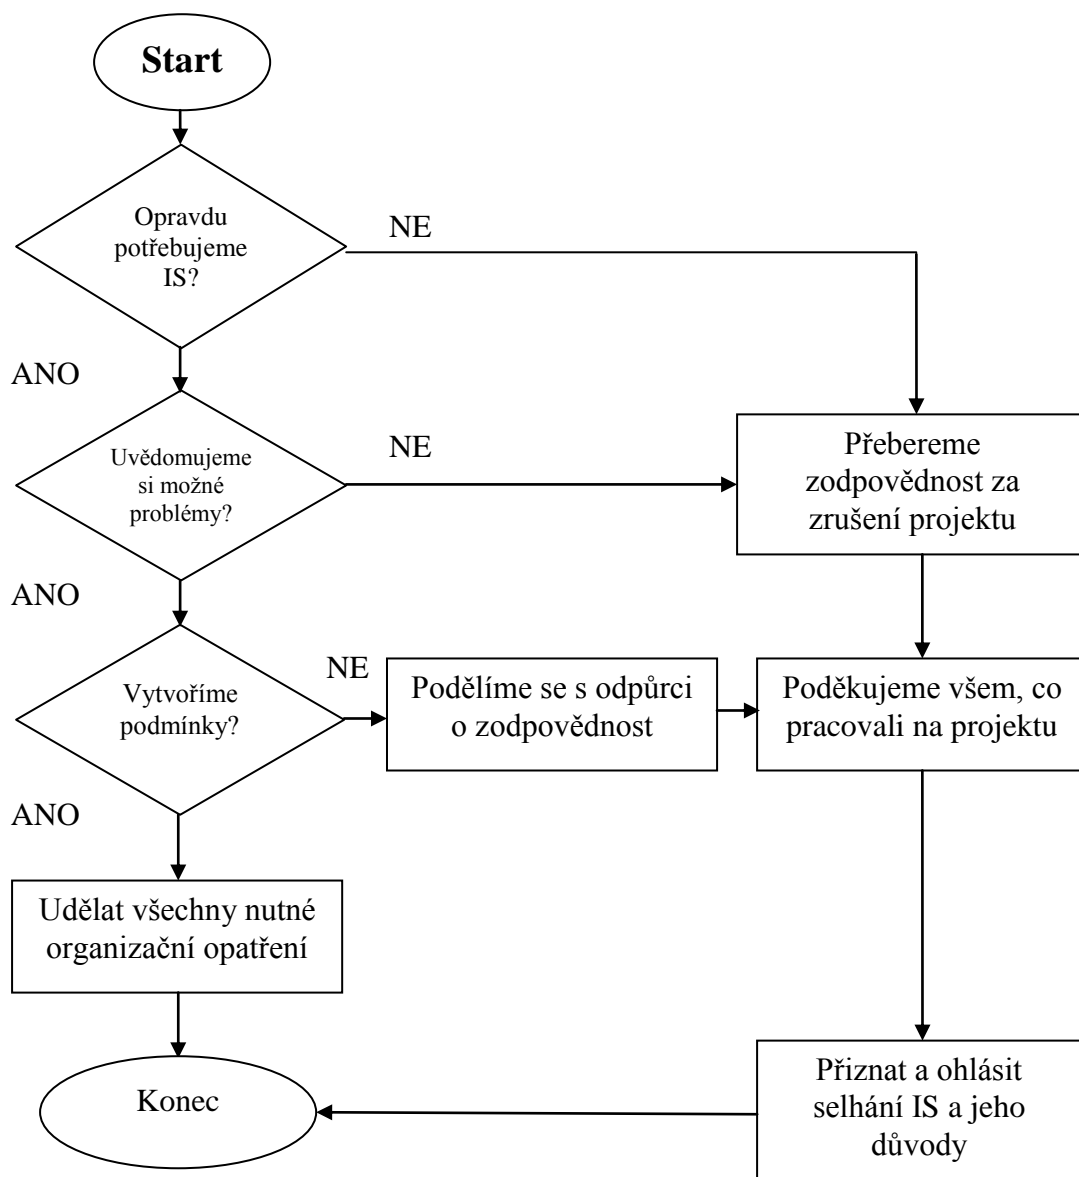 Start
Opravdu
potřebujeme
IS?
NE
ANO
Uvědomujeme
si možné
problémy?
NE
Přebereme
zodpovědnost za
zrušení projektu
ANO
Vytvoříme
podmínky?
NE
Podělíme se s odpůrci
o zodpovědnost
Poděkujeme všem, co
pracovali na projektu
ANO
Udělat všechny nutné
organizační opatření
Konec
Přiznat a ohlásit
selhání IS a jeho
důvody